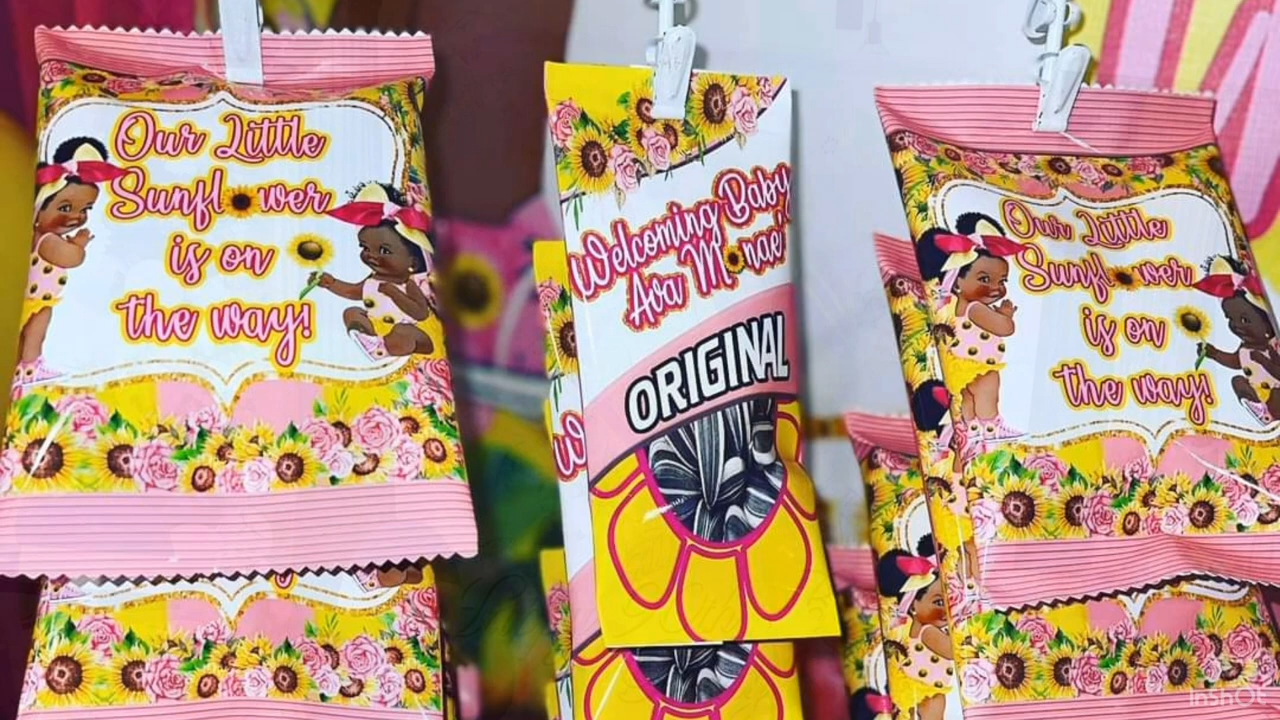 Our Little
Sunflower
is on
the way!
Welcoming Baby
Ava Monae'
ORIGINAL
Our Little
Sunflower
is on
the way!
W
InShOt